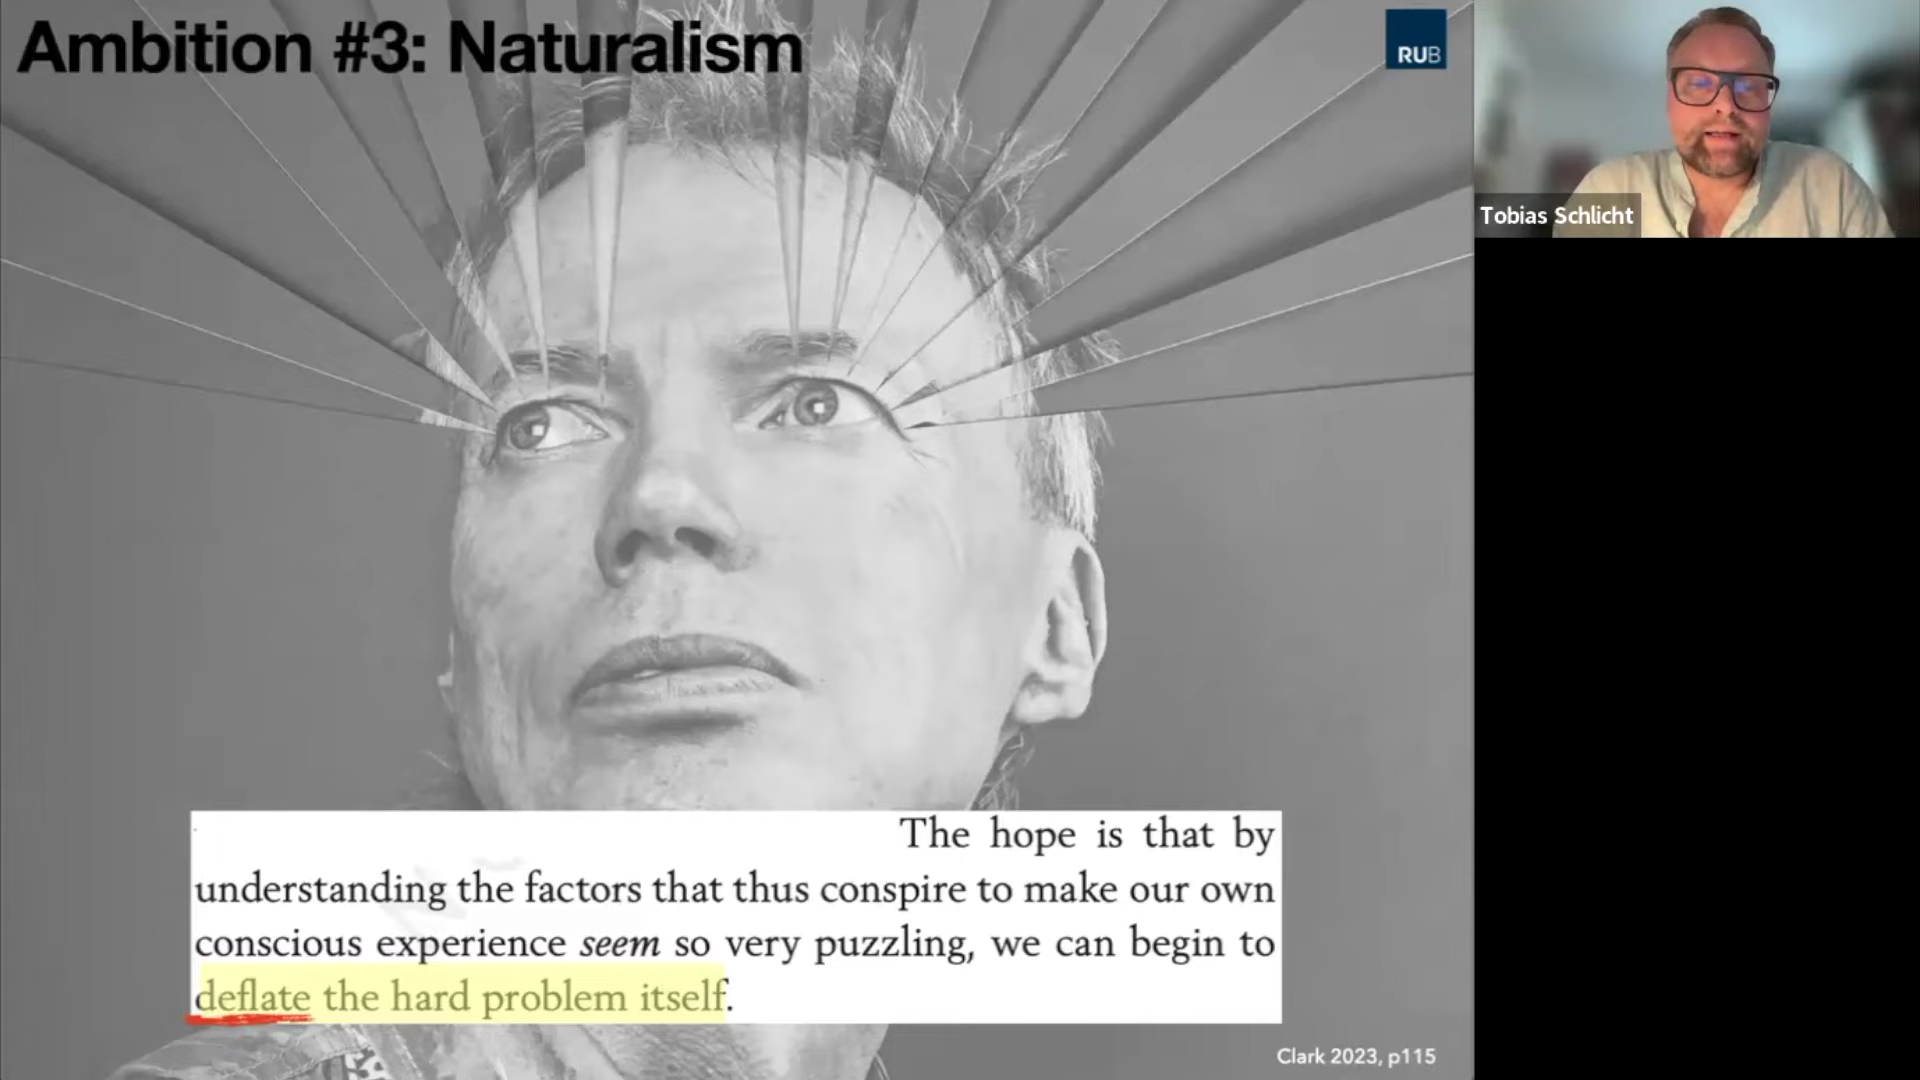 Ambition #3: Naturalism
RUB
Tobias Schlicht
The hope is that by
understanding the factors that thus conspire to make our own
conscious experience seem so very puzzling, we can begin to
deflate the hard problem itself.
Clark 2023, p115